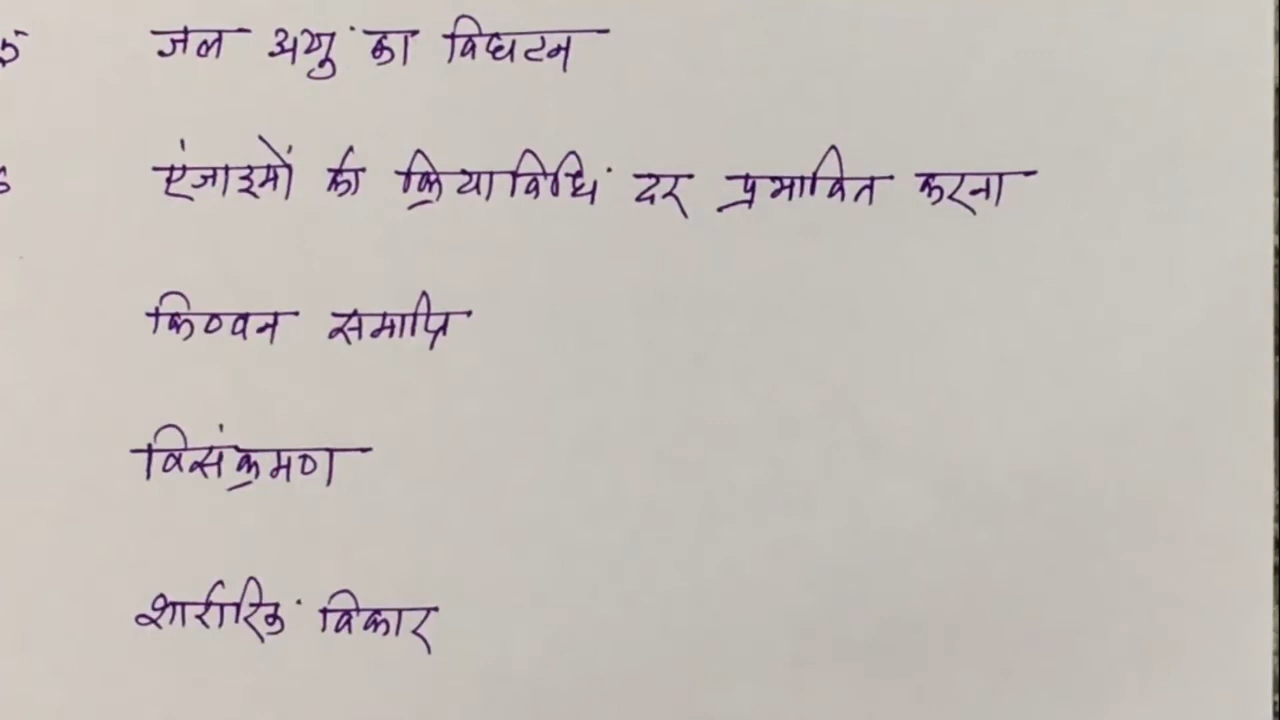 जल अणु का विघटन
एंजाइमों की क्रियाविधि दर प्रभावित करना
किण्वन समाप्ति
विसंक्रमण
शारीरिक विकार